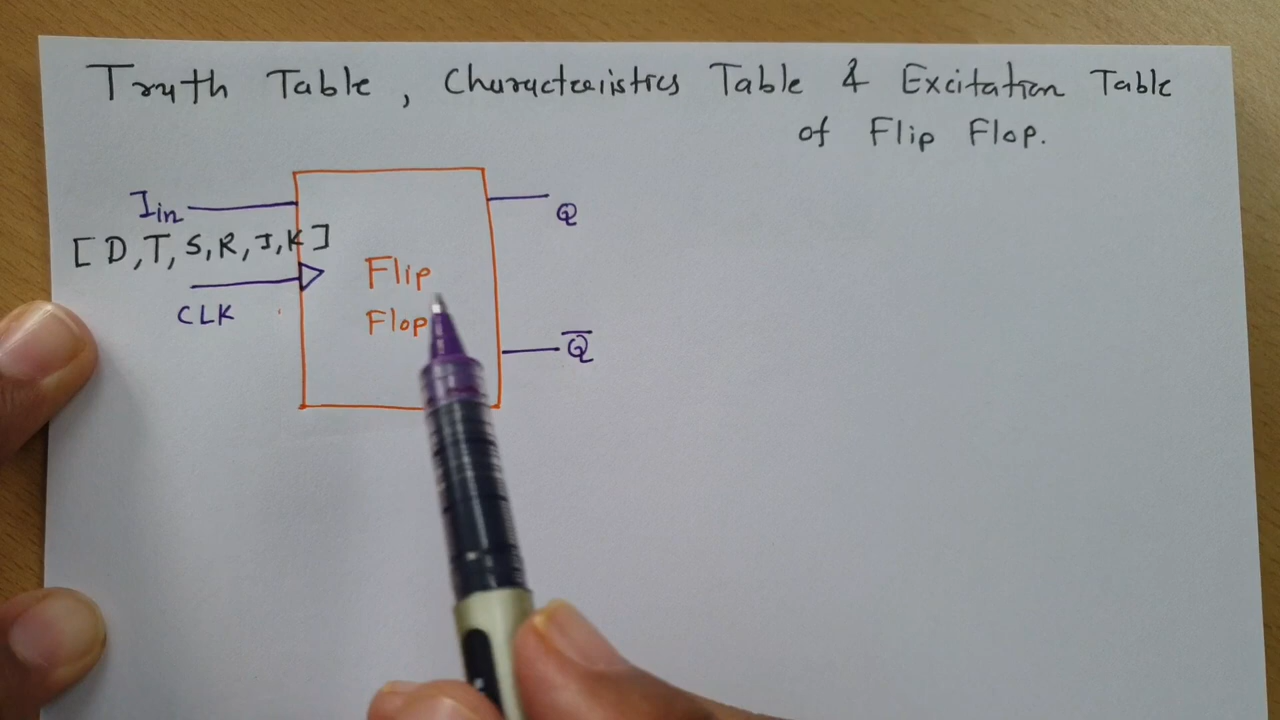 Truth Table, Characteristics Table & Excitation Table
of Flip Flop.
Iin
[D,T,S,R,J,K]
CLK
Flip
Flop
Q
Q̅